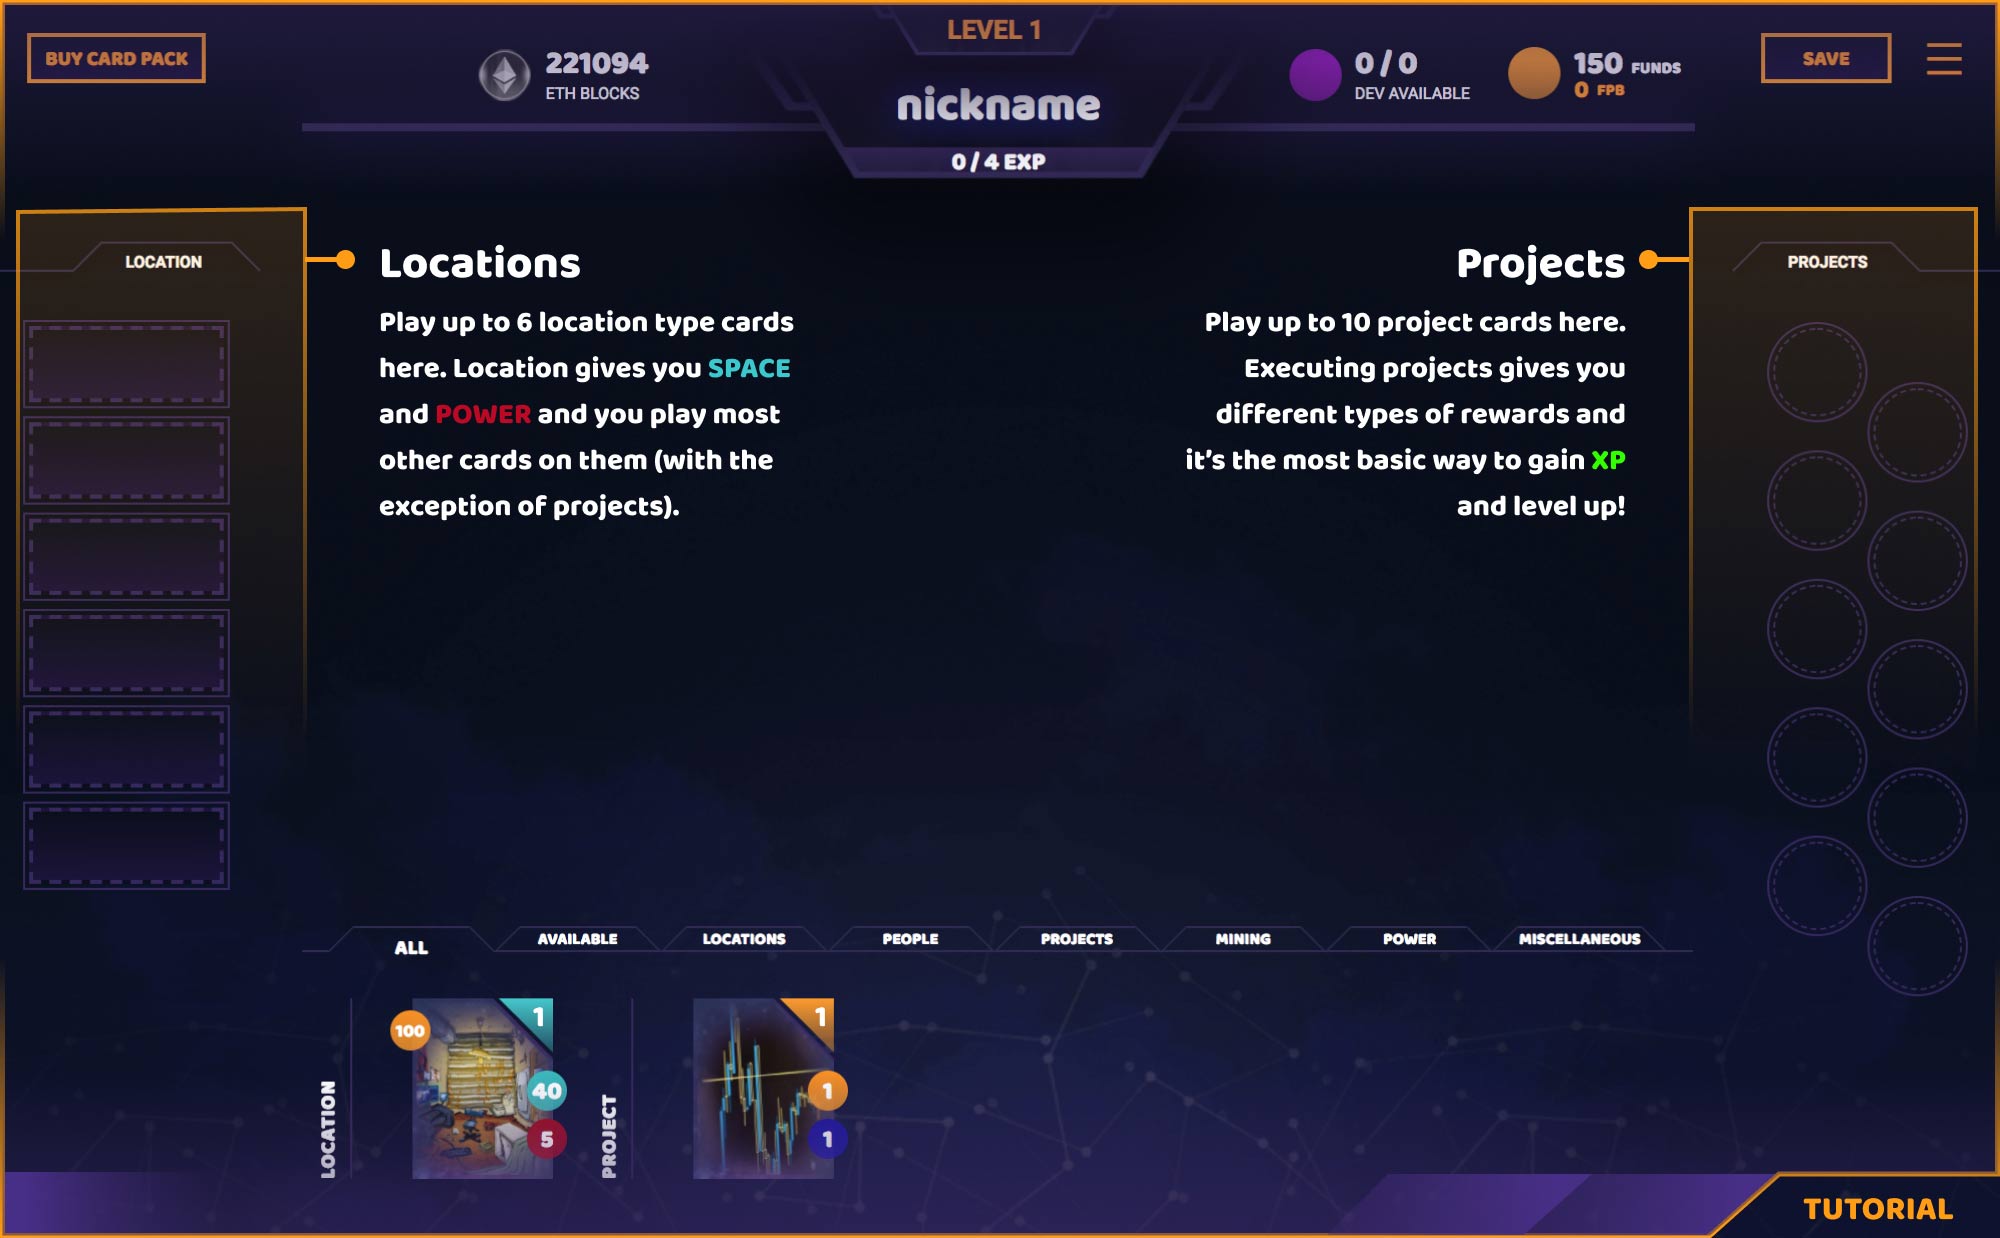 LEVEL 1
BUY CARD PACK
221094
ETH BLOCKS
nickname
0 / 4 EXP
0 / 0
DEV AVAILABLE
150 FUNDS
0 FPB
SAVE
LOCATION
Locations
Play up to 6 location type cards
here. Location gives you SPACE
and POWER and you play most
other cards on them (with the
exception of projects).
Projects
Play up to 10 project cards here.
Executing projects gives you
different types of rewards and
it's the most basic way to gain XP
and level up!
PROJECTS
ALL
AVAILABLE
LOCATIONS
PEOPLE
PROJECTS
MINING
POWER
MISCELLANEOUS
LOCATION
100
1
40
5
PROJECT
1
1
1
TUTORIAL